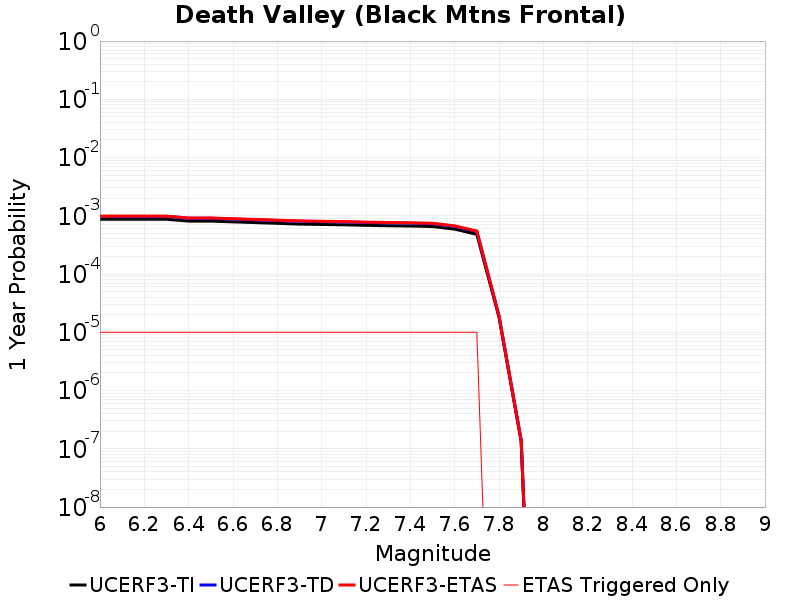 Death Valley (Black Mtns Frontal)
1 Year Probability
10^0
10^-1
10^-2
10^-3
10^-4
10^-5
10^-6
10^-7
10^-8
6 6.2 6.4 6.6 6.8 7 7.2 7.4 7.6 7.8 8 8.2 8.4 8.6 8.8 9
Magnitude
UCERF3-TI UCERF3-TD UCERF3-ETAS ETAS Triggered Only